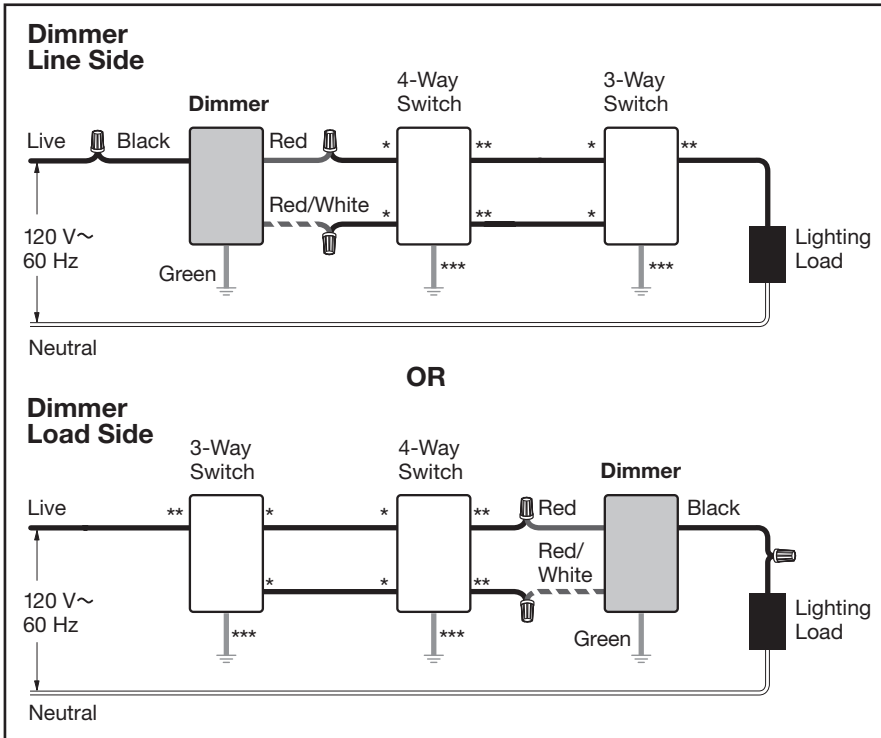 Dimmer
Line Side
4-Way
Switch
3-Way
Switch
Dimmer
Live
Black
Red
*
**
*
**
Red/White
*
**
*
120 V~
60 Hz
Green
***
***
Lighting
Load
Neutral
OR
Dimmer
Load Side
3-Way
Switch
4-Way
Switch
Dimmer
Live
**
*
*
**
Red
Black
Red/
White
*
*
**
120 V~
60 Hz
***
***
Green
Lighting
Load
Neutral